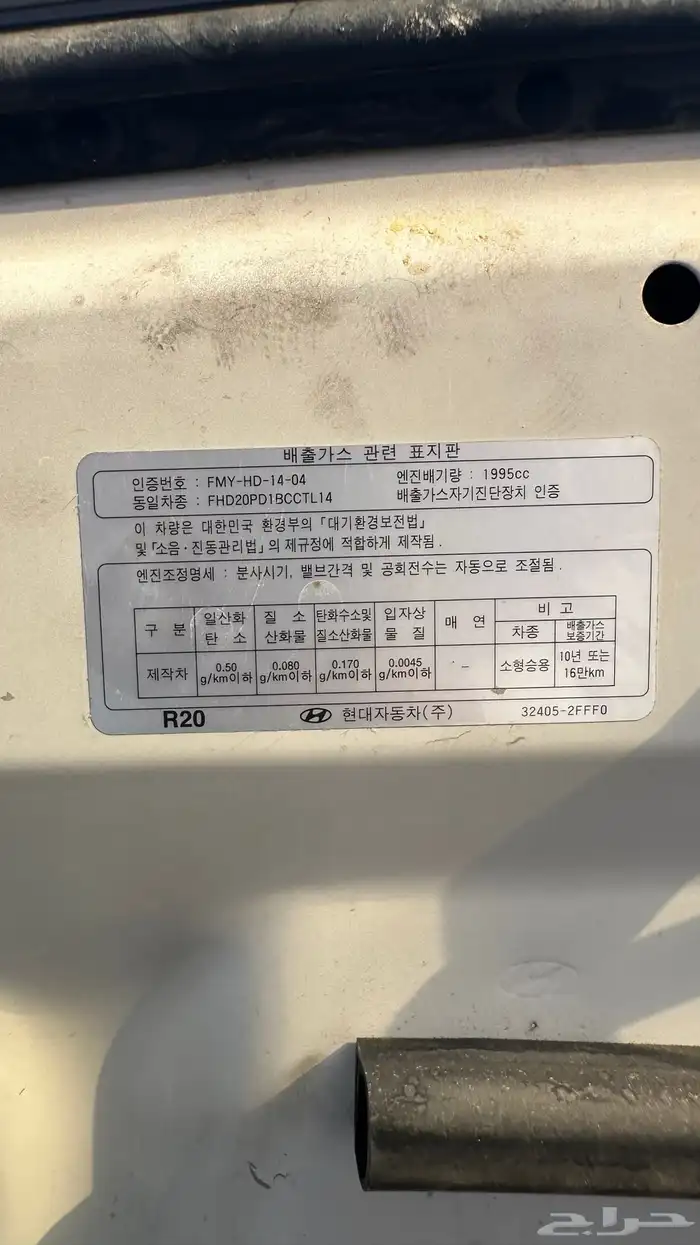 배출가스 관련 표지판
인증번호 : FMY-HD-14-04 엔진배기량 : 1995cc
동일차종 : FHD20PD1BCCTL14 배출가스자기진단장치 인증
이 차량은 대한민국 환경부의 「대기환경보전법」
및 「소음·진동관리법」의 제규정에 적합하게 제작됨.
엔진조정명세 : 분사시기, 밸브간격 및 공회전수는 자동으로 조절됨.
구 분 일산화 탄 소 질 소 산화물 탄화수소및 질소산화물 입자상 물 질 매 연 비 고
차종 배출가스 보증기간
제작차 0.50 g/km이하 0.080 g/km이하 0.170 g/km이하 0.0045 g/km이하 - 소형승용 10년 또는 16만km
R20 현대자동차(주) 32405-2FFF0
حراج